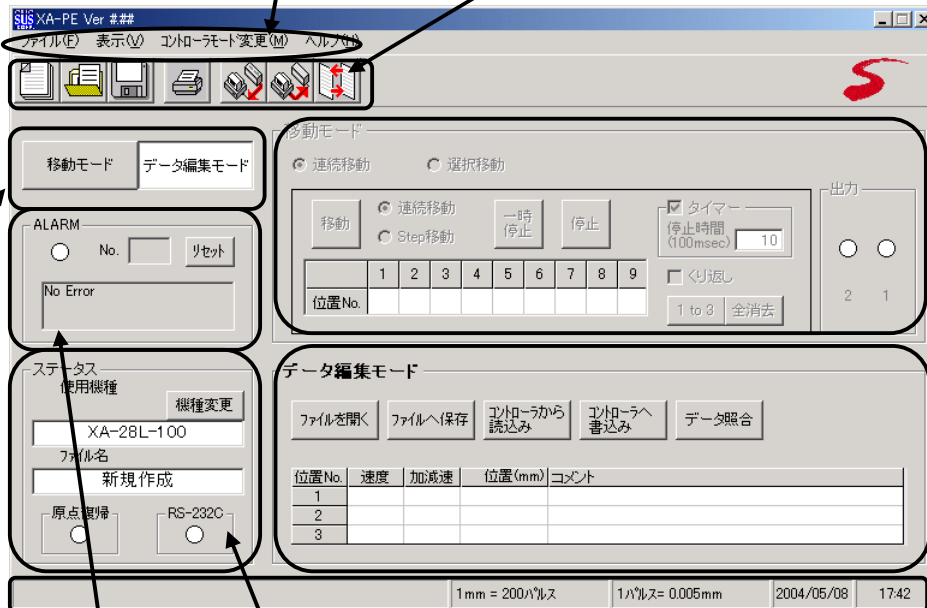 SUS CORP. XA-PE Ver #.##
ファイル(F) 表示(V) コントローラモード変更(M) ヘルプ(H)
移動モード データ編集モード
ALARM
No. リセット
No Error
ステータス
使用機種
機種変更
XA-28L-100
ファイル名
新規作成
原点復帰 RS-232C
移動モード
連続移動 選択移動
移動 連続移動 Step移動 一時停止 停止
タイマー
停止時間
(100msec) 10
1 2 3 4 5 6 7 8 9
位置No.
くり返し
1 to 3 全消去
出力
2 1
データ編集モード
ファイルを開く ファイルへ保存 コントローラから読込み コントローラへ書込み データ照合
位置No. 速度 加減速 位置(mm) コメント
1
2
3
1mm = 200パルス 1パルス= 0.005mm 2004/05/08 17:42